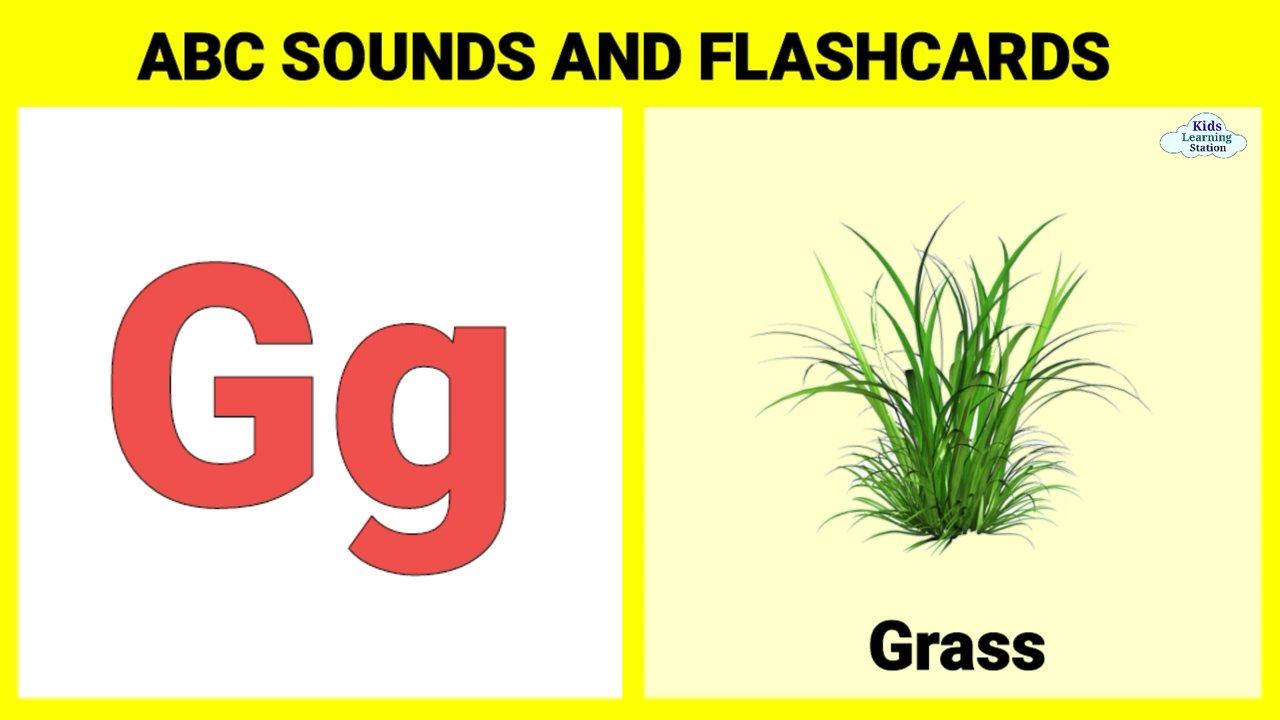 ABC SOUNDS AND FLASHCARDS
Gg
Kids
Learning
Station
Grass